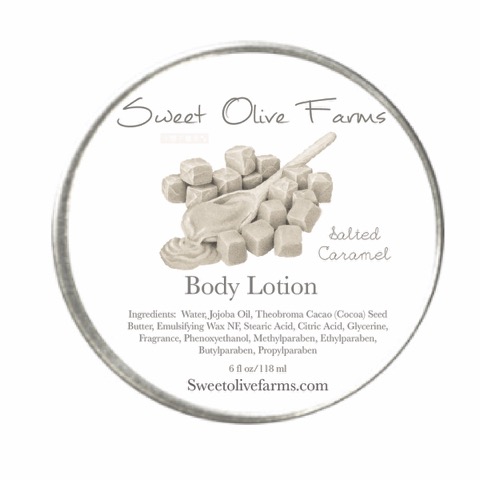 Sweet Olive Farms
Salted
Caramel
Body Lotion
Ingredients: Water, Jojoba Oil, Theobroma Cacao (Cocoa) Seed
Butter, Emulsifying Wax NF, Stearic Acid, Citric Acid, Glycerine,
Fragrance, Phenoxyethanol, Methylparaben, Ethylparaben,
Butylparaben, Propylparaben
6 fl oz/118 ml
Sweetolivefarms.com